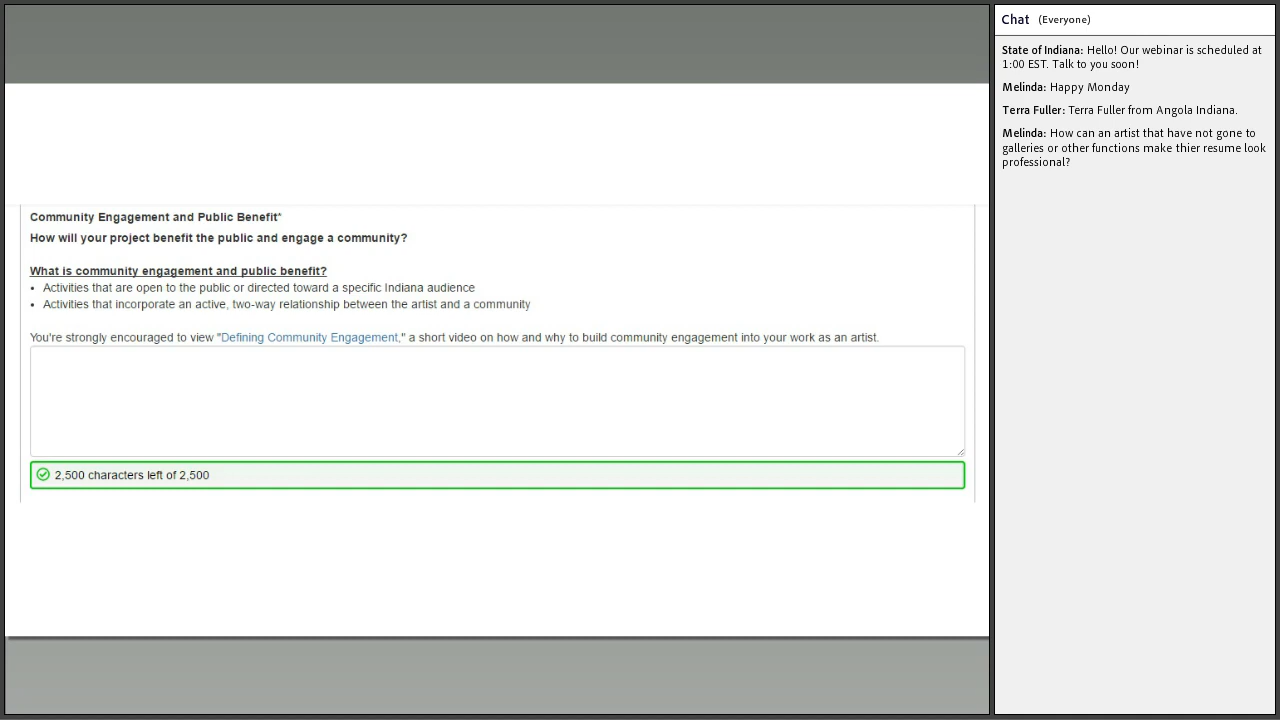 Community Engagement and Public Benefit*
How will your project benefit the public and engage a community?
What is community engagement and public benefit?
• Activities that are open to the public or directed toward a specific Indiana audience
• Activities that incorporate an active, two-way relationship between the artist and a community
You're strongly encouraged to view "Defining Community Engagement," a short video on how and why to build community engagement into your work as an artist.
2,500 characters left of 2,500
Chat (Everyone)
State of Indiana: Hello! Our webinar is scheduled at
1:00 EST. Talk to you soon!
Melinda: Happy Monday
Terra Fuller: Terra Fuller from Angola Indiana.
Melinda: How can an artist that have not gone to
galleries or other functions make thier resume look
professional?